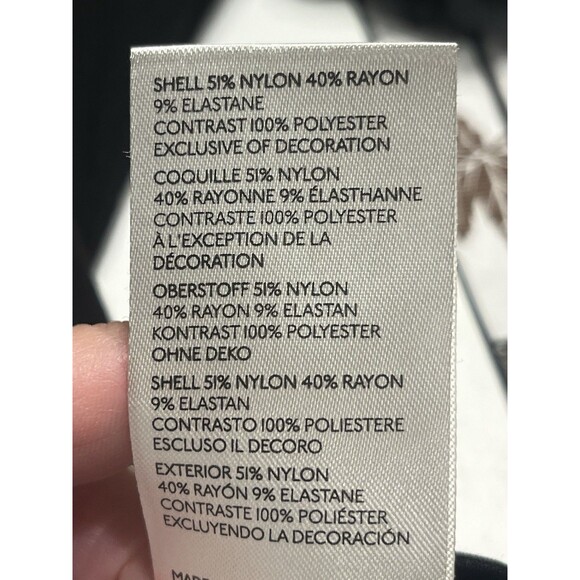 SHELL 51% NYLON 40% RAYON
9% ELASTANE
CONTRAST 100% POLYESTER
EXCLUSIVE OF DECORATION
COQUILLE 51% NYLON
40% RAYONNE 9% ÉLASTHANNE
CONTRASTE 100% POLYESTER
À L'EXCEPTION DE LA
DÉCORATION
OBERSTOFF 51% NYLON
40% RAYON 9% ELASTAN
KONTRAST 100% POLYESTER
OHNE DEKO
SHELL 51% NYLON 40% RAYON
9% ELASTAN
CONTRASTO 100% POLIESTERE
ESCLUSO IL DECORO
EXTERIOR 51% NYLON
40% RAYÓN 9% ELASTANE
CONTRASTE 100% POLIÉSTER
EXCLUYENDO LA DECORACIÓN